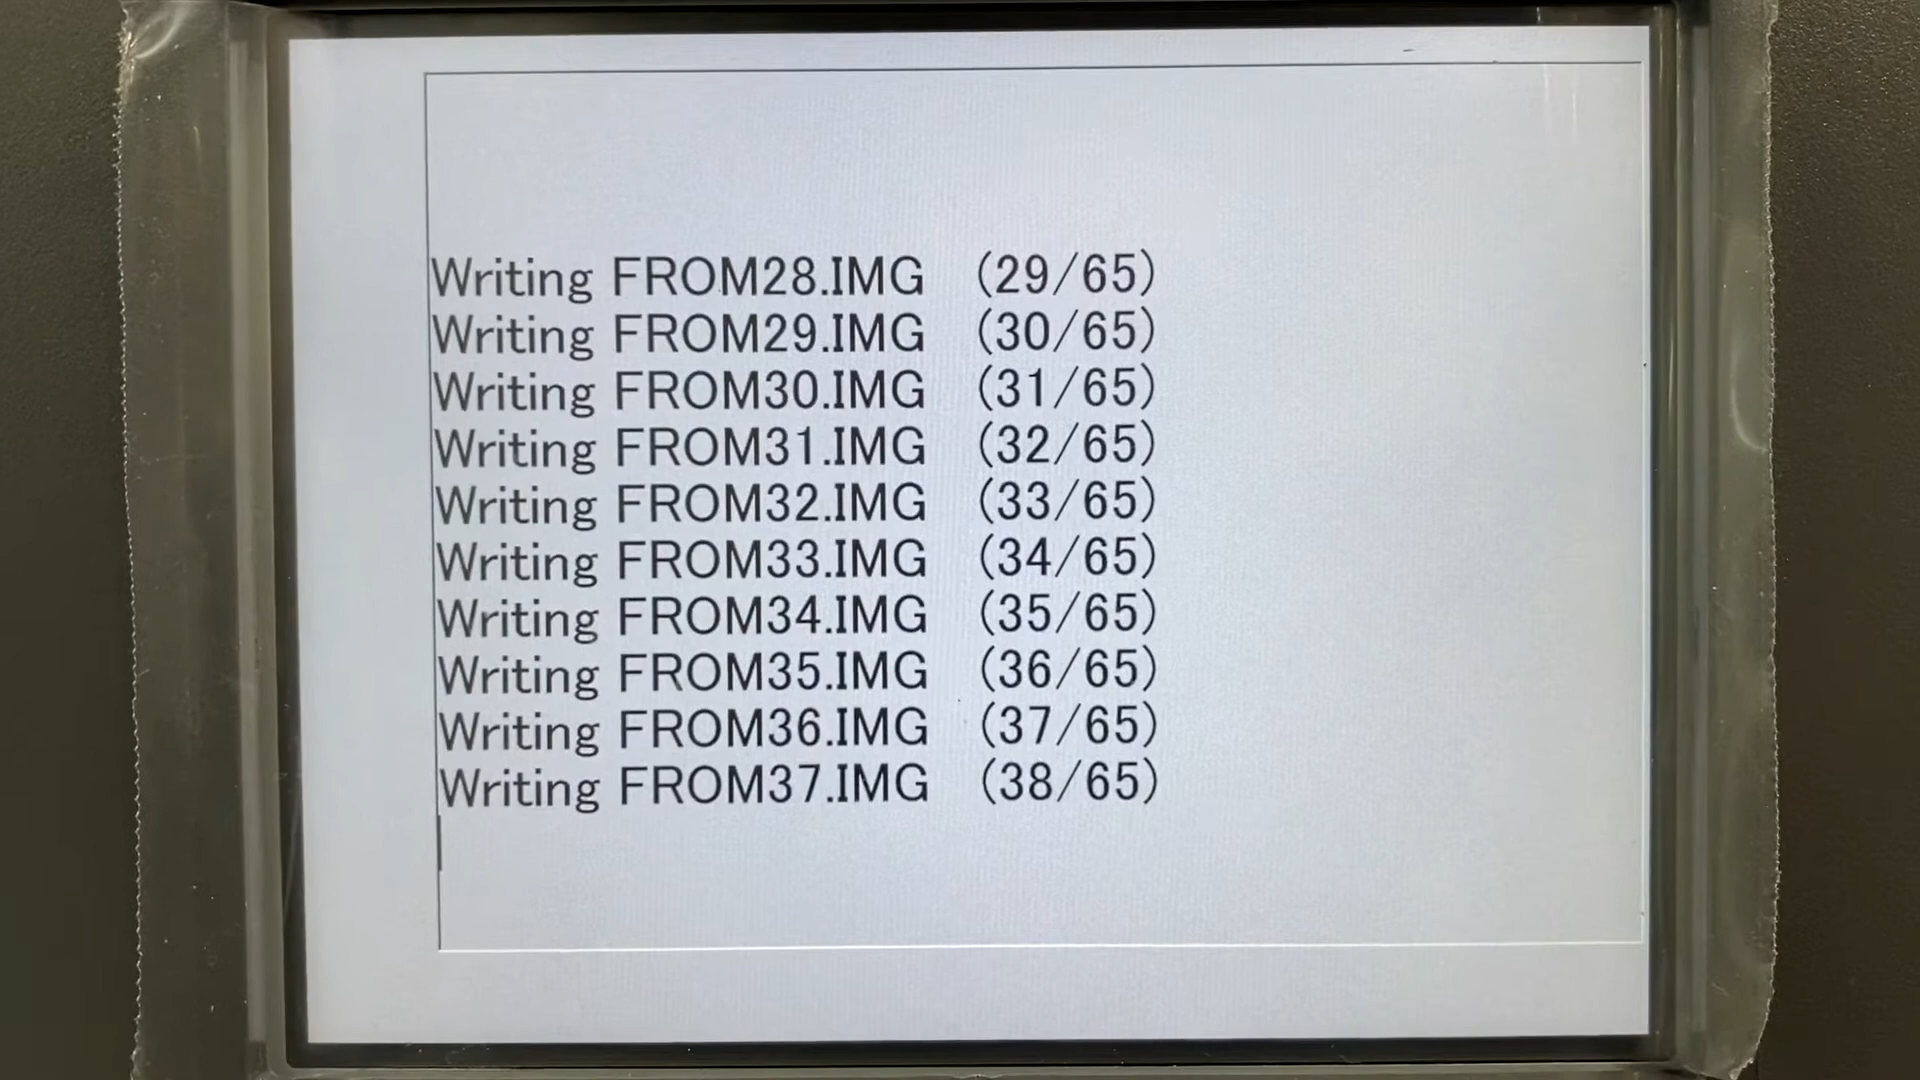 Writing FROM28.IMG (29/65)
Writing FROM29.IMG (30/65)
Writing FROM30.IMG (31/65)
Writing FROM31.IMG (32/65)
Writing FROM32.IMG (33/65)
Writing FROM33.IMG (34/65)
Writing FROM34.IMG (35/65)
Writing FROM35.IMG (36/65)
Writing FROM36.IMG (37/65)
Writing FROM37.IMG (38/65)